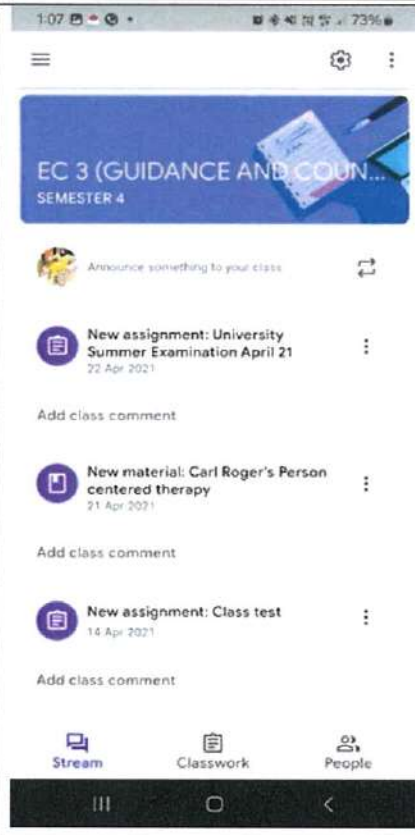 1:07
73%
EC 3 (GUIDANCE AND COUN...
SEMESTER 4
Announce something to your class
New assignment: University
Summer Examination April 21
22 Apr 2021
Add class comment
New material: Carl Roger's Person
centered therapy
21 Apr 2021
Add class comment
New assignment: Class test
14 Apr 2021
Add class comment
Stream
Classwork
People